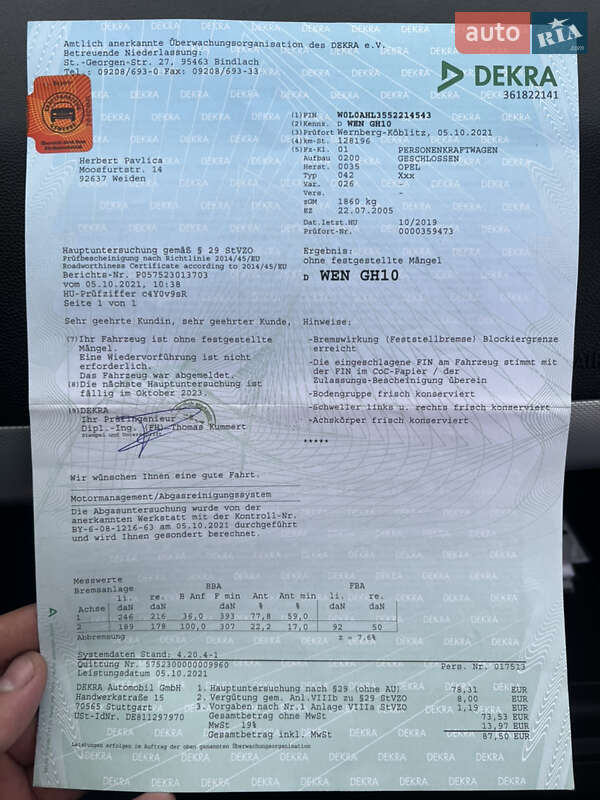 auto RIA .com
Amtlich anerkannte Überwachungsorganisation des DEKRA e.V.
Betreuende Niederlassung:
St.-Georgen-Str. 27, 95463 Bindlach
Tel.: 09208/693-0 Fax: 09208/693-33
DEKRA
361822141
Herbert Pavlica
Moosfurtstr. 14
92637 Weiden
(1) PIN W0L0AHL3552214543
(2) Kennz. D WEN GH10
(3) Prüfort Wernberg-Köblitz, 05.10.2021
(4) km-St. 128196
(5) Fz-Kl. 01 PERSONENKRAFTWAGEN
Aufbau 0200 GESCHLOSSEN
Herst. 0035 OPEL
Typ 042 Xxx
Var. 026 -
Vers. -
zGM 1860 kg
EZ 22.07.2005
Dat.letzt.HU 10/2019
Prüfort-Nr. 0000359473
Hauptuntersuchung gemäß § 29 StVZO
Prüfbescheinigung nach Richtlinie 2014/45/EU
Roadworthiness Certificate according to 2014/45/EU
Berichts-Nr. P057523013703
vom 05.10.2021, 10:38
HU-Prüfziffer c4Y0v9sR
Seite 1 von 1
Ergebnis:
ohne festgestellte Mängel
D WEN GH10
Sehr geehrte Kundin, sehr geehrter Kunde,
(7) Ihr Fahrzeug ist ohne festgestellte
Mängel.
Eine Wiedervorführung ist nicht
erforderlich.
Das Fahrzeug war abgemeldet.
(8) Die nächste Hauptuntersuchung ist
fällig im Oktober 2023.
(9) DEKRA
Ihr Prüfingenieur
Dipl.-Ing. (FH) Thomas Kummert
Stempel und Unterschrift
Hinweise:
-Bremswirkung (Feststellbremse) Blockiergrenze
erreicht
-Die eingeschlagene FIN am Fahrzeug stimmt mit
der FIN im CoC-Papier / der
Zulassungs-Bescheinigung überein
-Bodengruppe frisch konserviert
-Schweller links u. rechts frisch konserviert
-Achskörper frisch konserviert
*****
Wir wünschen Ihnen eine gute Fahrt.
Motormanagement/Abgasreinigungssystem
Die Abgasuntersuchung wurde von der
anerkannten Werkstatt mit der Kontroll-Nr.
BY-6-08-1216-63 am 05.10.2021 durchgeführt
und wird Ihnen gesondert berechnet.
Messwerte
Bremsanlage BBA FBA
li. re. B Anf F min Ant Ant min li. re.
Achse daN daN daN % % daN daN
1 246 216 36,0 393 77,8 59,0
2 189 178 100,0 307 22,2 17,0 92 50
Abbremsung z = 7,6%
Systemdaten Stand: 4.20.4-1
Quittung Nr. 5752300000009960 Pers. Nr. 017513
Leistungsdatum 05.10.2021
DEKRA Automobil GmbH
Handwerkstraße 15
70565 Stuttgart
USt-IdNr. DE811297970
1. Hauptuntersuchung nach §29 (ohne AU) 78,31 EUR
2. Vergütung gem. Anl.VIIIb zu §29 StVZO 8,00 EUR
3. Vorgaben nach Nr.1 Anlage VIIIa StVZO 1,19 EUR
Gesamtbetrag ohne MwSt 73,53 EUR
MwSt 19% 13,97 EUR
Gesamtbetrag inkl. MwSt 87,50 EUR
Leistungen erfolgen im Auftrag der oben genannten Überwachungsorganisation